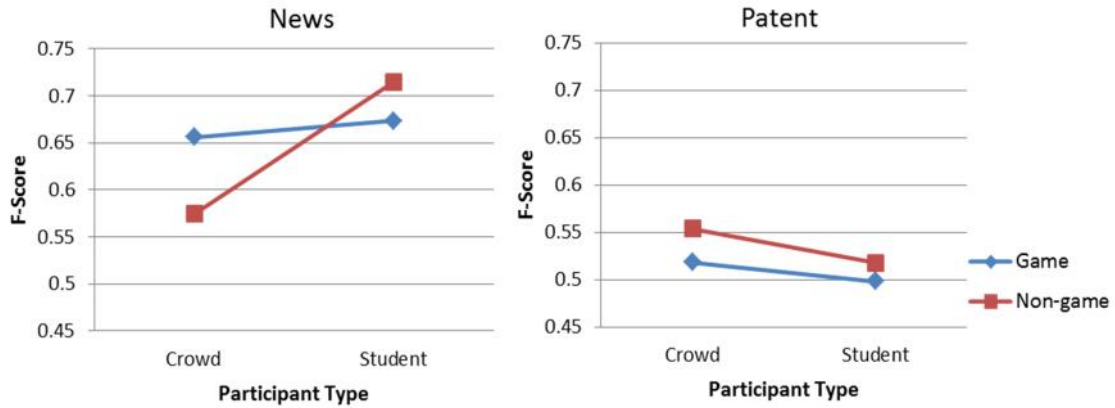 News
0.75
0.7
0.65
0.6
0.55
0.5
0.45
F-Score
Crowd
Student
Participant Type
Patent
0.75
0.7
0.65
0.6
0.55
0.5
0.45
F-Score
Crowd
Student
Participant Type
Game
Non-game